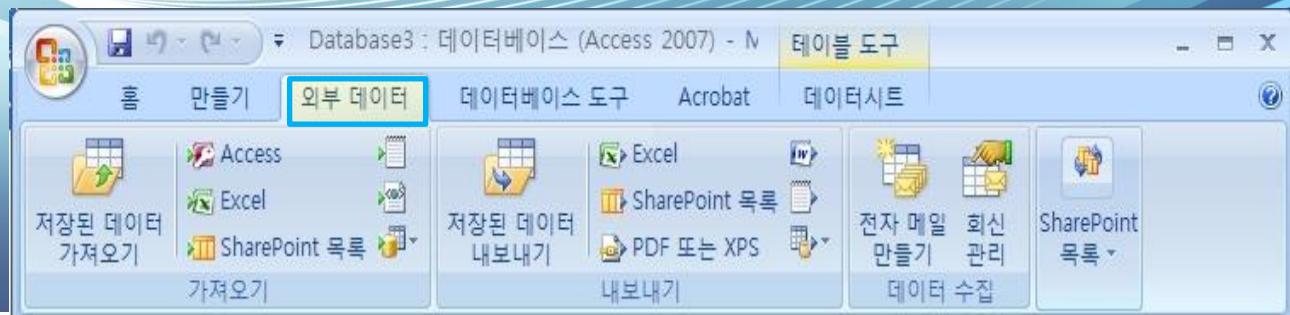 Database3 : 데이터베이스 (Access 2007) - M
테이블 도구
홈
만들기
외부 데이터
데이터베이스 도구
Acrobat
데이터시트
저장된 데이터
가져오기
Access
Excel
SharePoint 목록
가져오기
저장된 데이터
내보내기
Excel
SharePoint 목록
PDF 또는 XPS
내보내기
전자 메일
만들기
회신
관리
데이터 수집
SharePoint
목록